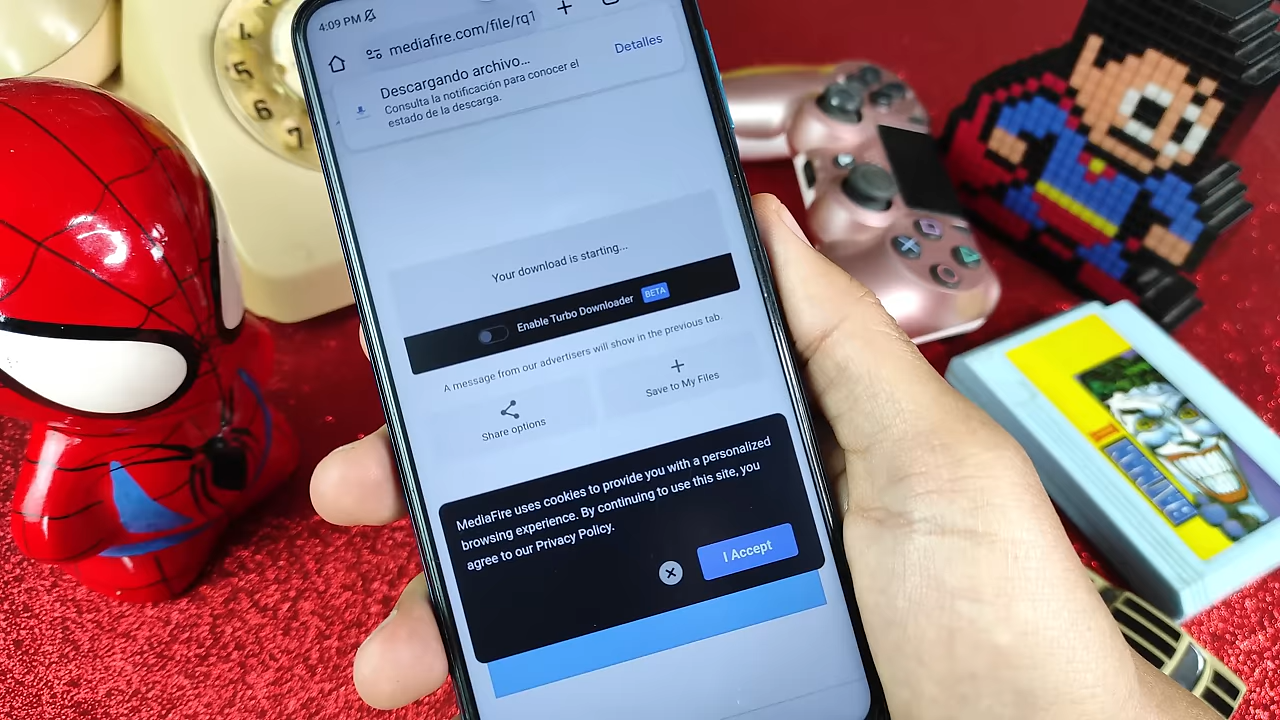 4:09 PM
mediafire.com/file/rq1
Descargando archivo...
Detalles
Consulta la notificación para conocer el
estado de la descarga.
Your download is starting...
Enable Turbo Downloader BETA
A message from our advertisers will show in the previous tab.
Share options
Save to My Files
MediaFire uses cookies to provide you with a personalized
browsing experience. By continuing to use this site, you
agree to our Privacy Policy.
I Accept
5
6
7